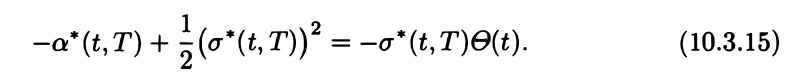 −α*(t, T) + 1/2 (σ*(t, T))² = −σ*(t, T)Θ(t). (10.3.15)